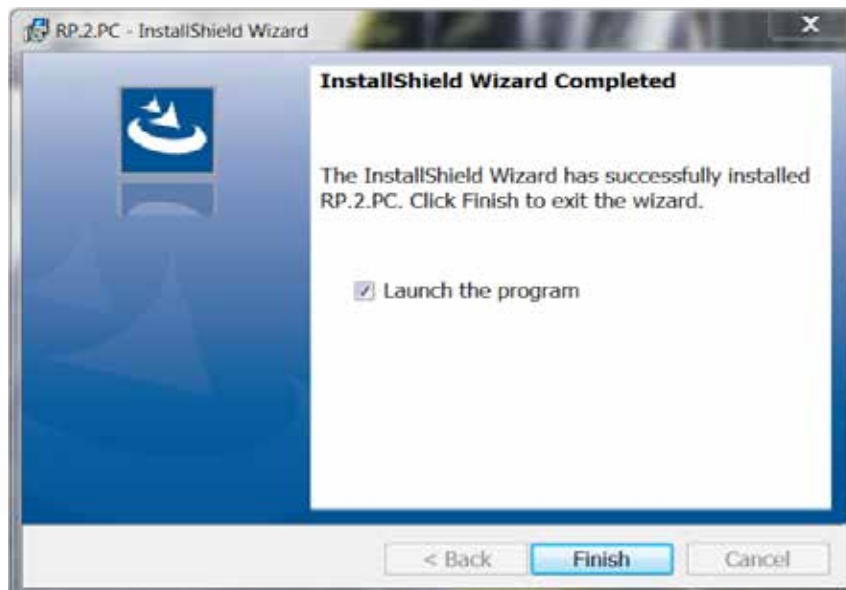 RP.2.PC - InstallShield Wizard
X
InstallShield Wizard Completed
The InstallShield Wizard has successfully installed
RP.2.PC. Click Finish to exit the wizard.
Launch the program
< Back
Finish
Cancel